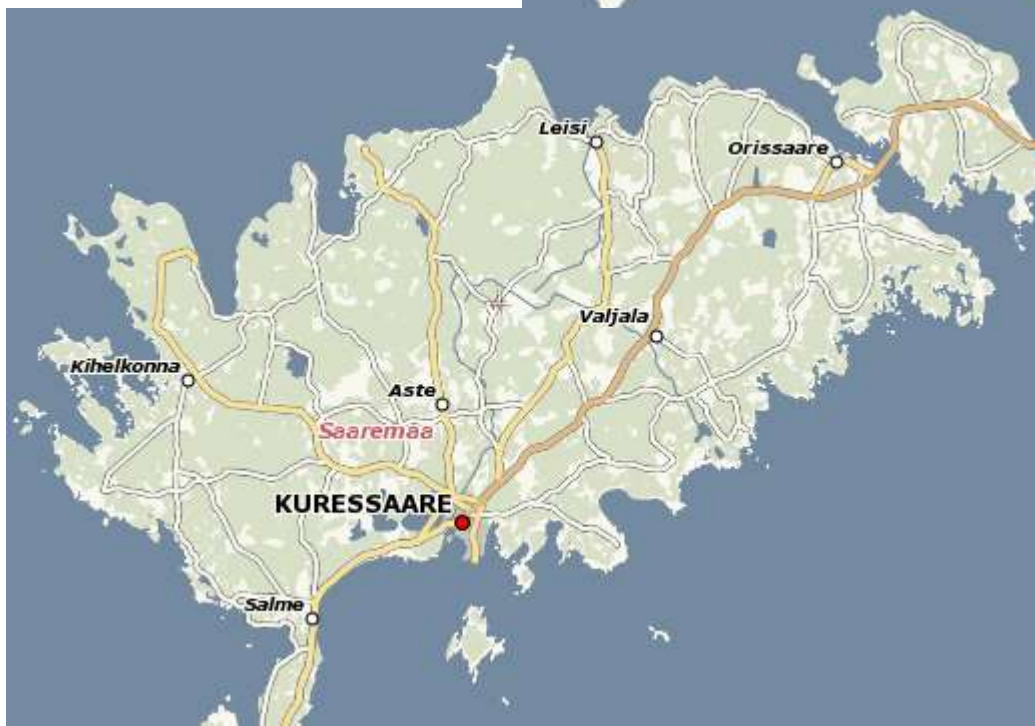 Leisi
Orissaare
Valjala
Kihelkonna
Aste
Saaremaa
KURESSAARE
Salme